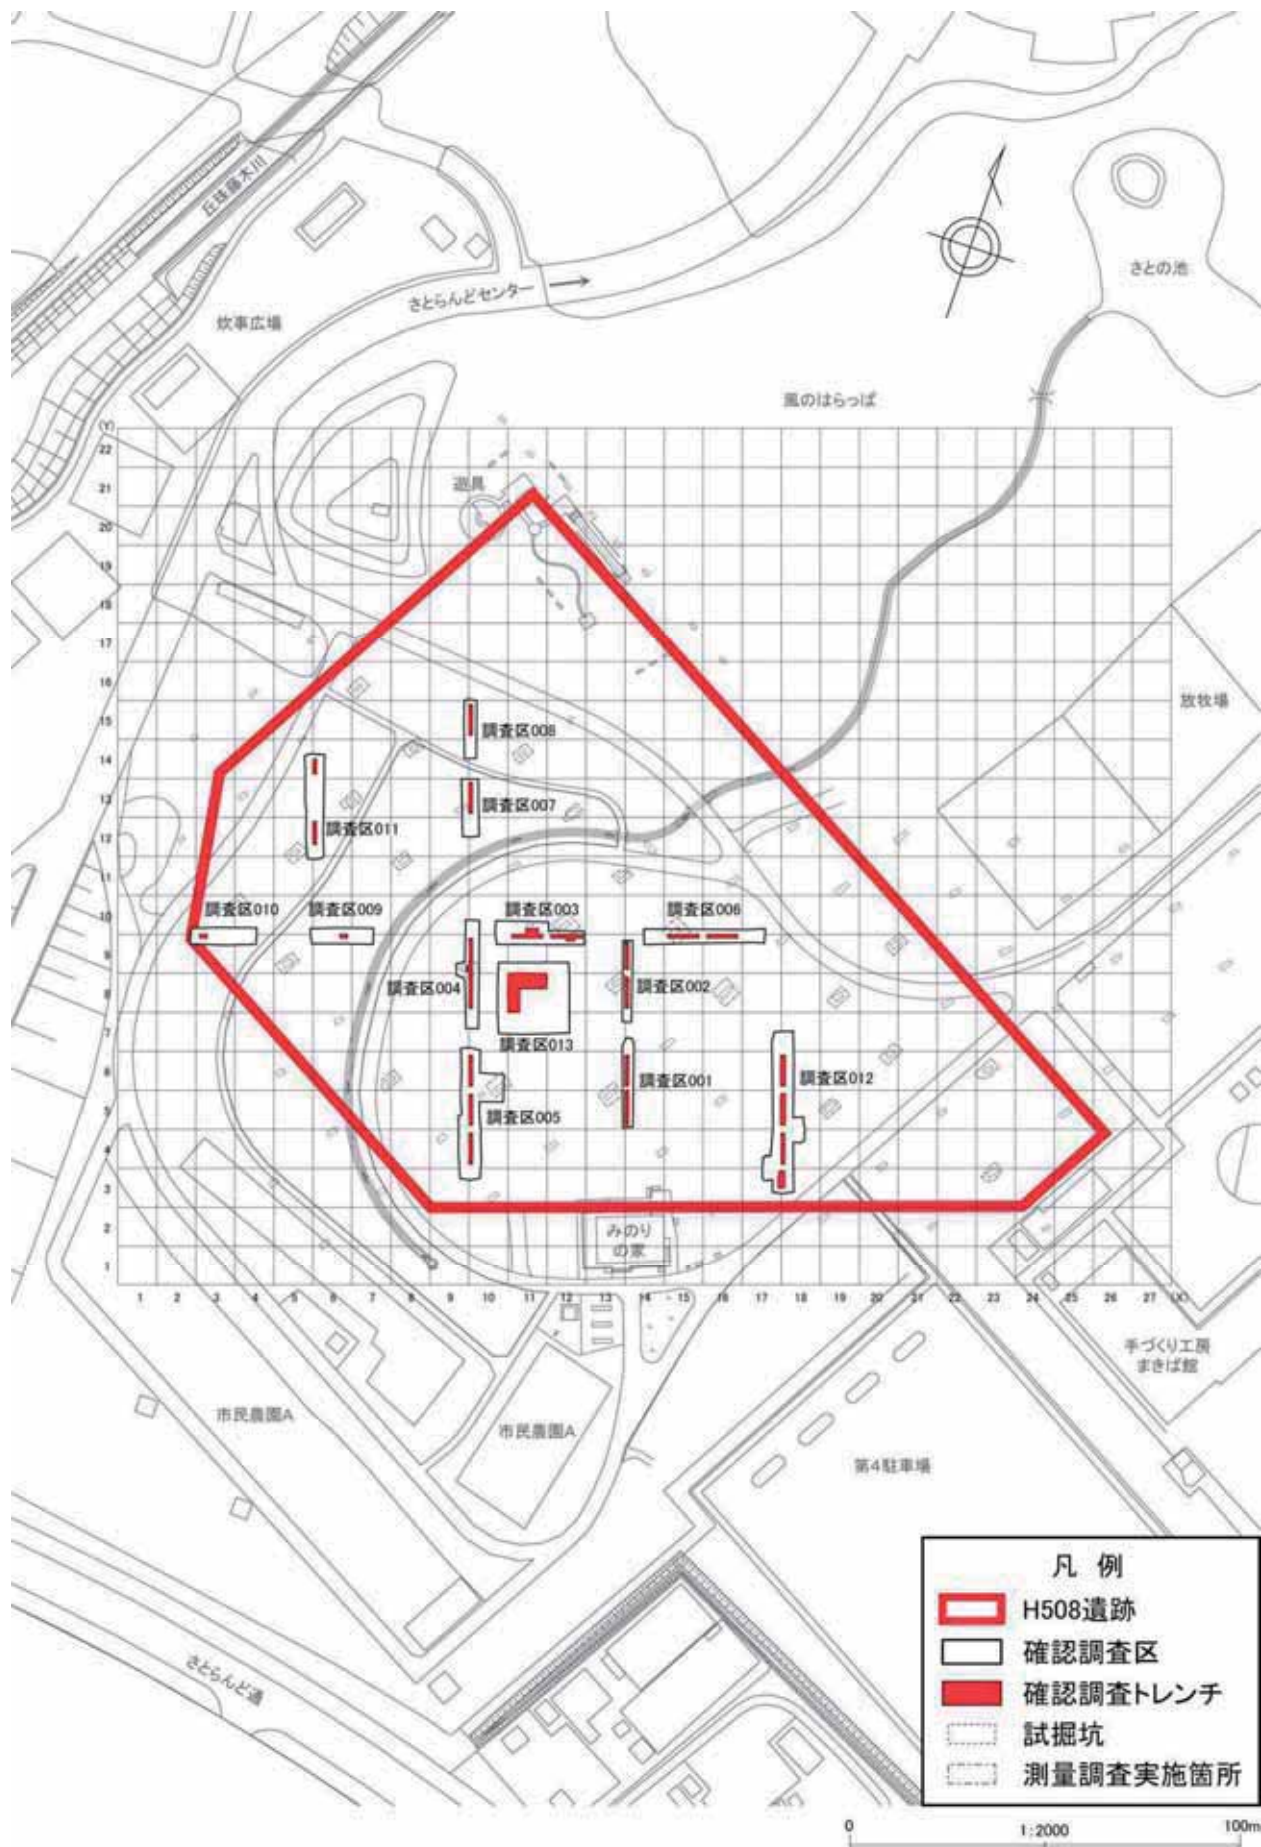 丘珠藤木川
さとの池
さとらんどセンター
炊事広場
風のはらっぱ
(Y)
22
21
20
19
18
17
16
15
14
13
12
11
10
9
8
7
6
5
4
3
2
1
遊具
放牧場
調査区008
調査区007
調査区011
調査区010
調査区009
調査区003
調査区006
調査区004
調査区002
調査区013
調査区001
調査区012
調査区005
みのり
の家
1 2 3 4 5 6 7 8 9 10 11 12 13 14 15 16 17 18 19 20 21 22 23 24 25 26 27 (X)
手づくり工房
まきば館
市民農園A
市民農園A
第4駐車場
さとらんど通
凡 例
H508遺跡
確認調査区
確認調査トレンチ
試掘坑
測量調査実施箇所
0 1:2000 100m